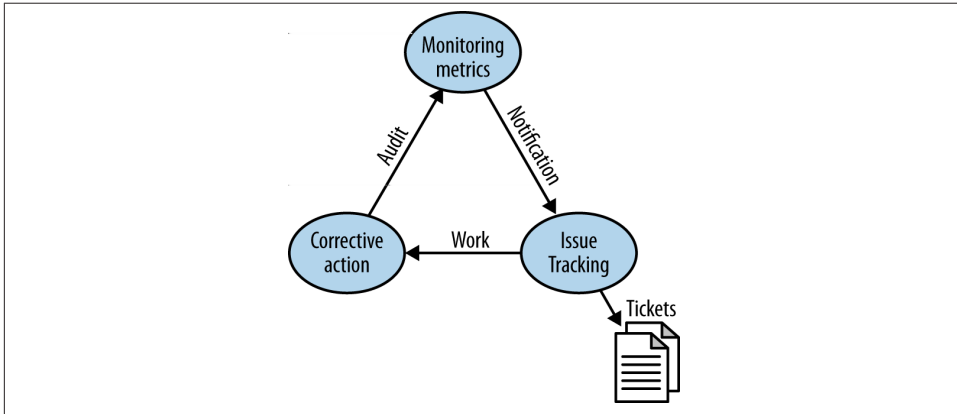 Monitoring
metrics
Audit
Notification
Corrective
action
Work
Issue
Tracking
Tickets